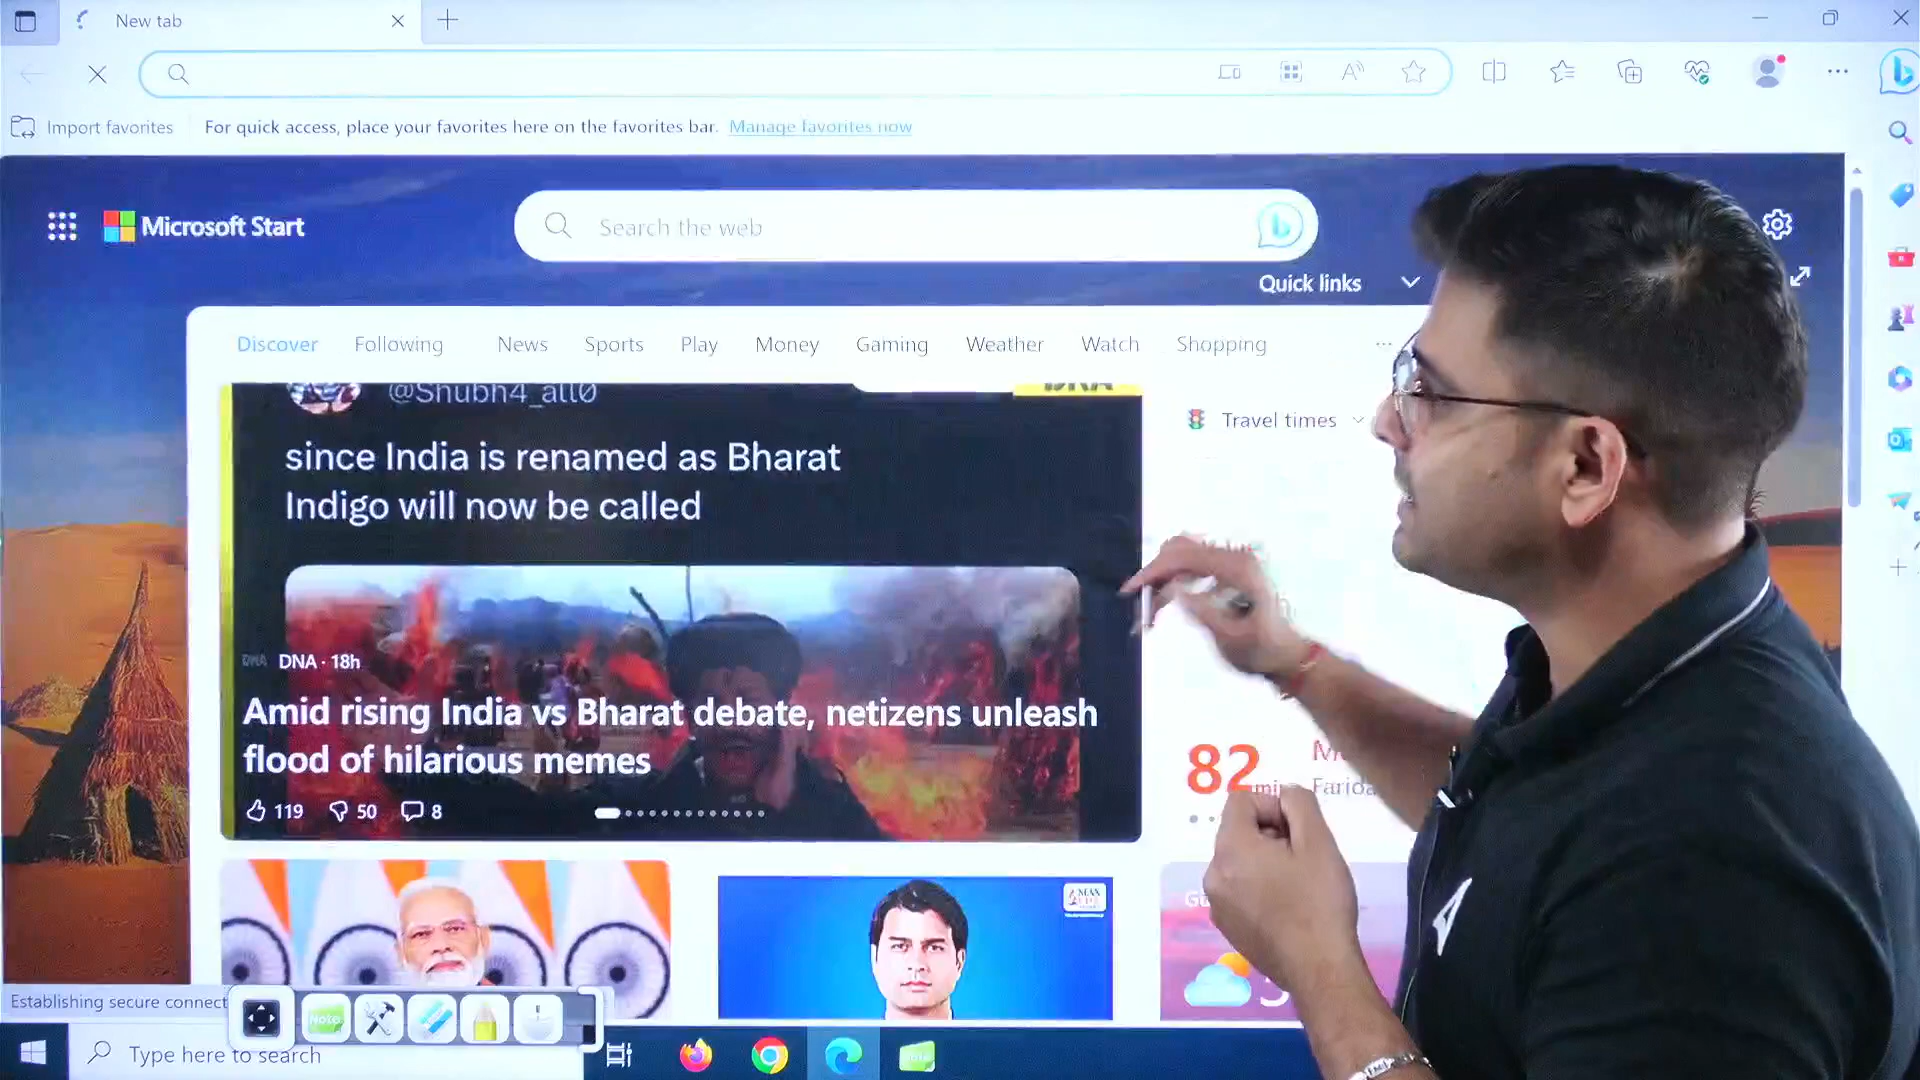 New tab
Import favorites
For quick access, place your favorites here on the favorites bar. Manage favorites now
Microsoft Start
Search the web
Quick links
Discover Following News Sports Play Money Gaming Weather Watch Shopping
@Shubh4_all0
DNA
since India is renamed as Bharat
Indigo will now be called
Travel times
DNA · 18h
Amid rising India vs Bharat debate, netizens unleash
flood of hilarious memes
119 50 8
82
Establishing secure connect
Note
Type here to search